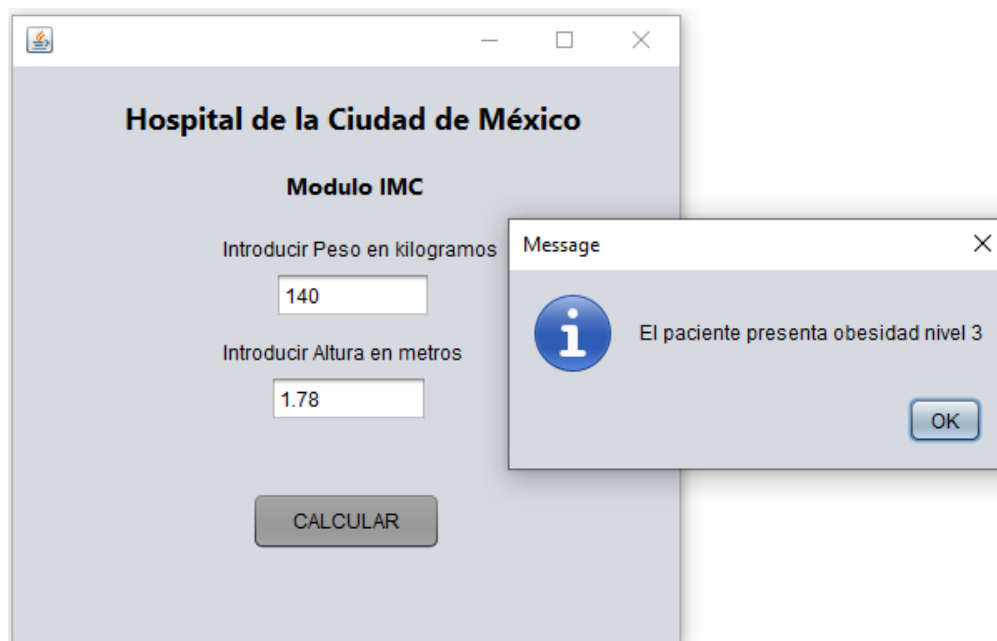 Hospital de la Ciudad de México
Modulo IMC
Introducir Peso en kilogramos
140
Introducir Altura en metros
1.78
CALCULAR
Message
El paciente presenta obesidad nivel 3
OK